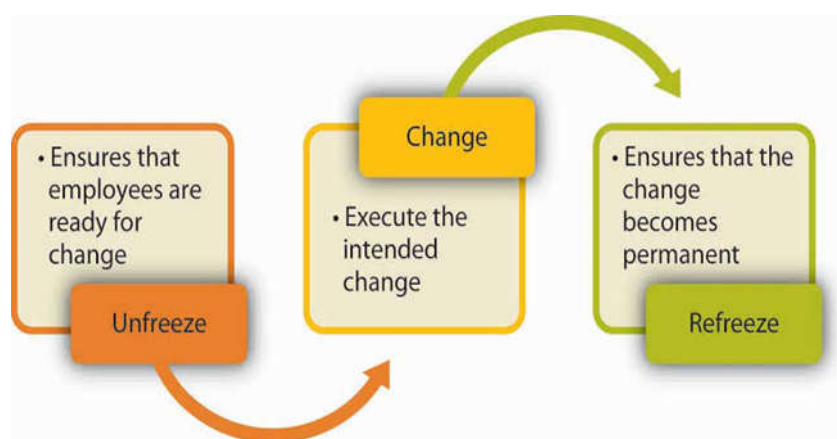 • Ensures that
employees are
ready for
change
Unfreeze
Change
• Execute the
intended
change
• Ensures that the
change
becomes
permanent
Refreeze